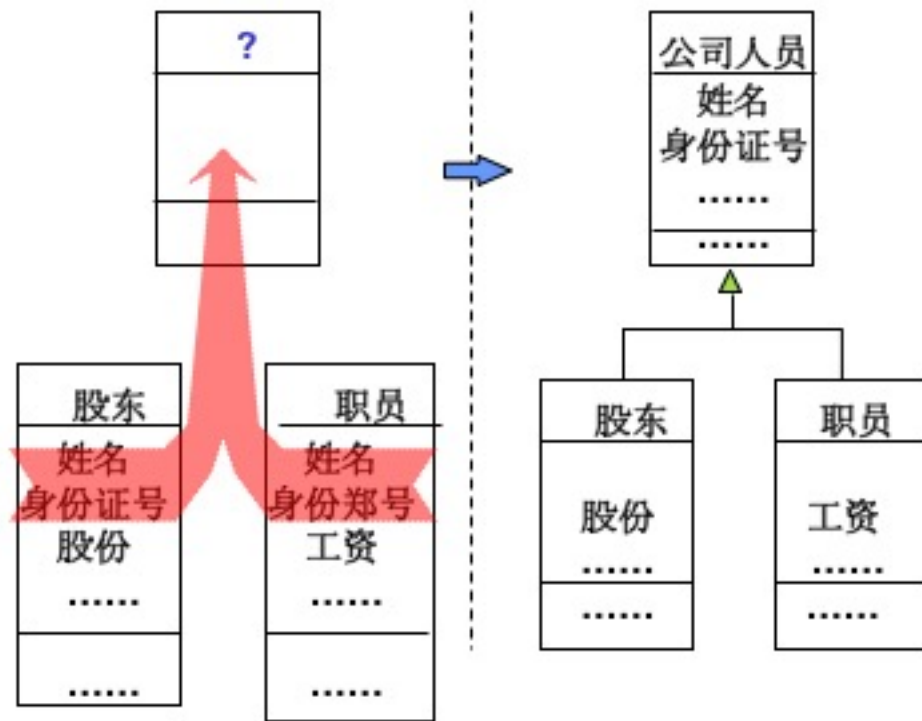 ?
股东
姓名
身份证号
股份
……
……
职员
姓名
身份郑号
工资
……
……
公司人员
姓名
身份证号
……
……
股东
股份
……
……
职员
工资
……
……